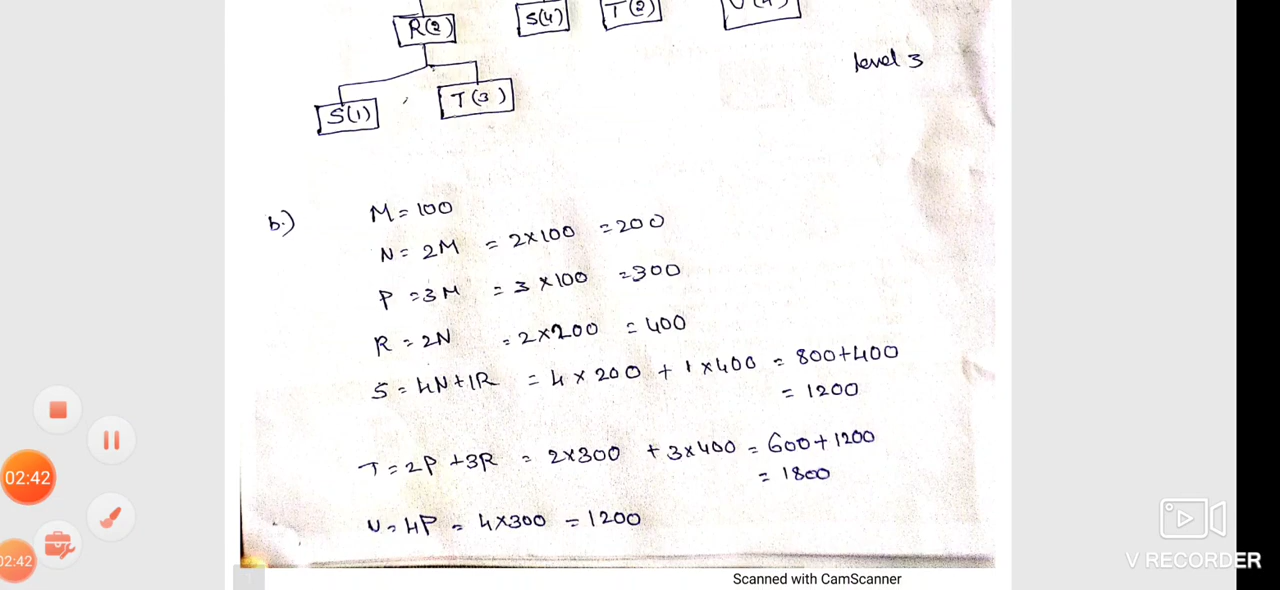 R(2) S(4) T(2)
Level 3
S(1) T(3)
b.) M = 100
N = 2M = 2×100 = 200
P = 3M = 3×100 = 300
R = 2N = 2×200 = 400
S = 4N+1R = 4×200 + 1×400 = 800+400
= 1200
T = 2P +3R = 2×300 + 3×400 = 600+1200
= 1800
U = 4P = 4×300 = 1200
Scanned with CamScanner
02:42
02:42
V RECORDER